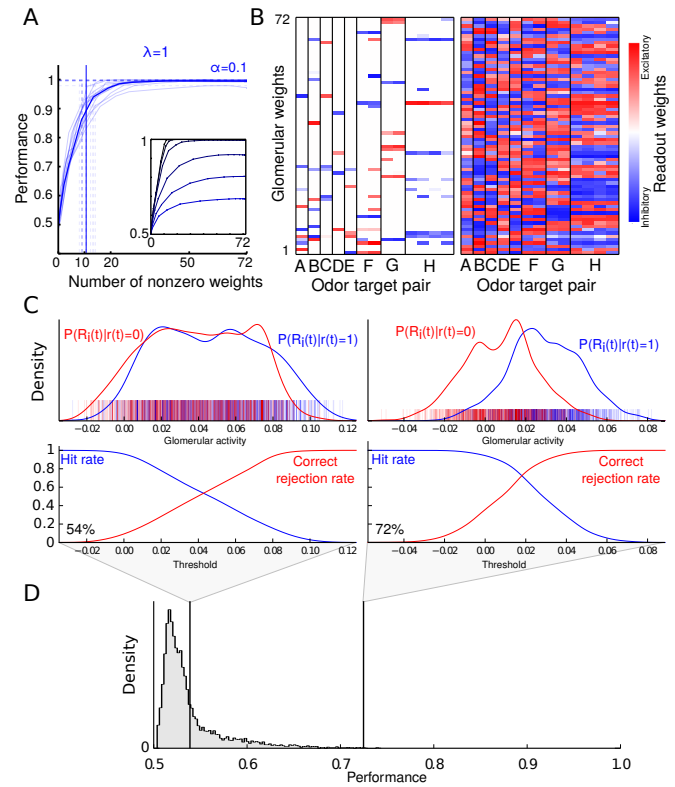 A
λ=1
α=0.1
1
0.9
0.8
0.7
0.6
0.5
Performance
0 10 20 50 72
Number of nonzero weights
1
0.5
0 72
B
72
1
Glomerular weights
A B C D E F G H
Odor target pair
A B C D E F G H
Odor target pair
Excitatory
Inhibitory
Readout weights
C
Density
P(Rᵢ(t)|r(t)=0)
P(Rᵢ(t)|r(t)=1)
−0.02 0.00 0.02 0.04 0.06 0.08 0.10 0.12
Glomerular activity
P(Rᵢ(t)|r(t)=0)
P(Rᵢ(t)|r(t)=1)
−0.04 −0.02 0.00 0.02 0.04 0.06 0.08
Glomerular activity
1
0.8
0.6
0.4
0.2
0
Hit rate
Correct
rejection rate
54%
−0.02 0.00 0.02 0.04 0.06 0.08 0.10 0.12
Threshold
Hit rate
Correct
rejection rate
72%
−0.04 −0.02 0.00 0.02 0.04 0.06 0.08
Threshold
D
Density
0
0.5 0.6 0.7 0.8 0.9 1.0
Performance